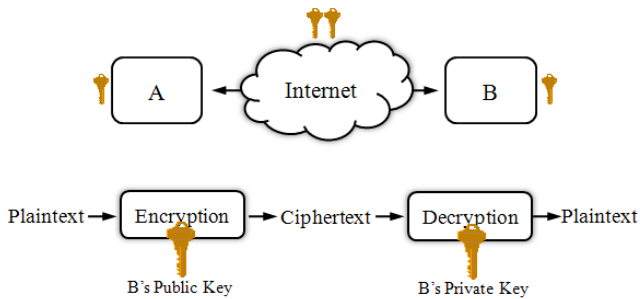 A
Internet
B
Plaintext
Encryption
Ciphertext
Decryption
Plaintext
B's Public Key
B's Private Key